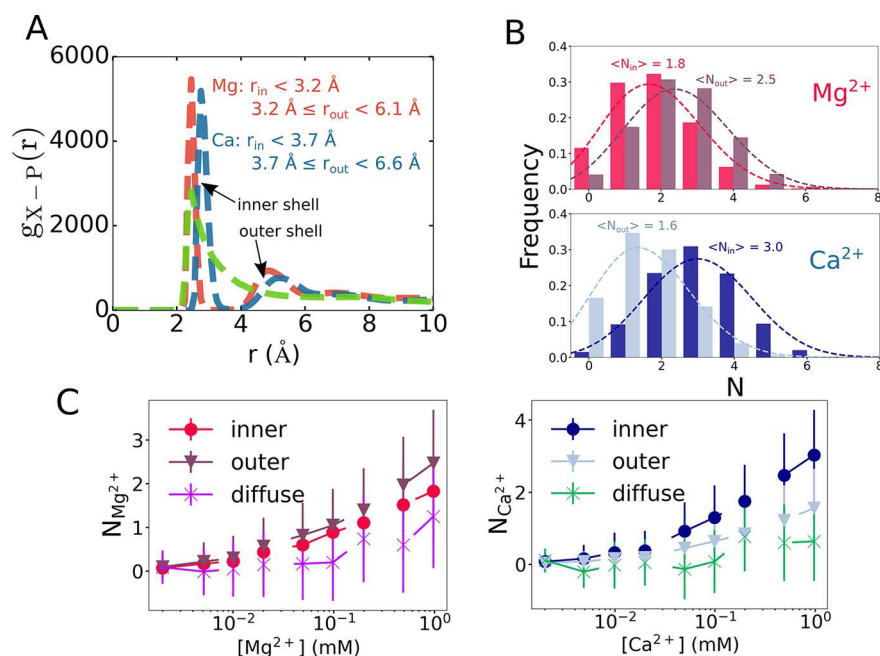 A
6000
4000
2000
0
g_X – P (r)
Mg: r_in < 3.2 Å
3.2 Å ≤ r_out < 6.1 Å
Ca: r_in < 3.7 Å
3.7 Å ≤ r_out < 6.6 Å
inner shell
outer shell
0 2 4 6 8 10
r (Å)
B
Frequency
0.4
0.3
0.2
0.1
0.0
<N_in> = 1.8
<N_out> = 2.5
Mg²⁺
0 2 4 6 8
0.4
0.3
0.2
0.1
0.0
<N_out> = 1.6
<N_in> = 3.0
Ca²⁺
0 2 4 6 8
N
C
N_Mg²⁺
3
2
1
0
inner
outer
diffuse
10⁻² 10⁻¹ 10⁰
[Mg²⁺] (mM)
N_Ca²⁺
4
2
0
inner
outer
diffuse
10⁻² 10⁻¹ 10⁰
[Ca²⁺] (mM)